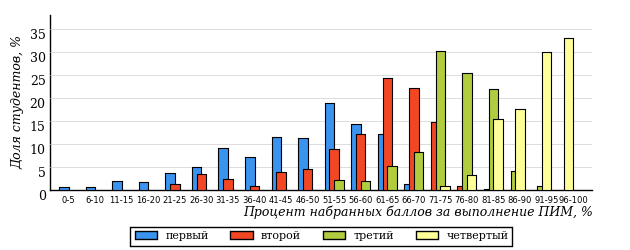 Доля студентов, %
35
30
25
20
15
10
5
0
0-5 6-10 11-15 16-20 21-25 26-30 31-35 36-40 41-45 46-50 51-55 56-60 61-65 66-70 71-75 76-80 81-85 86-90 91-95 96-100
Процент набранных баллов за выполнение ПИМ, %
первый второй третий четвертый